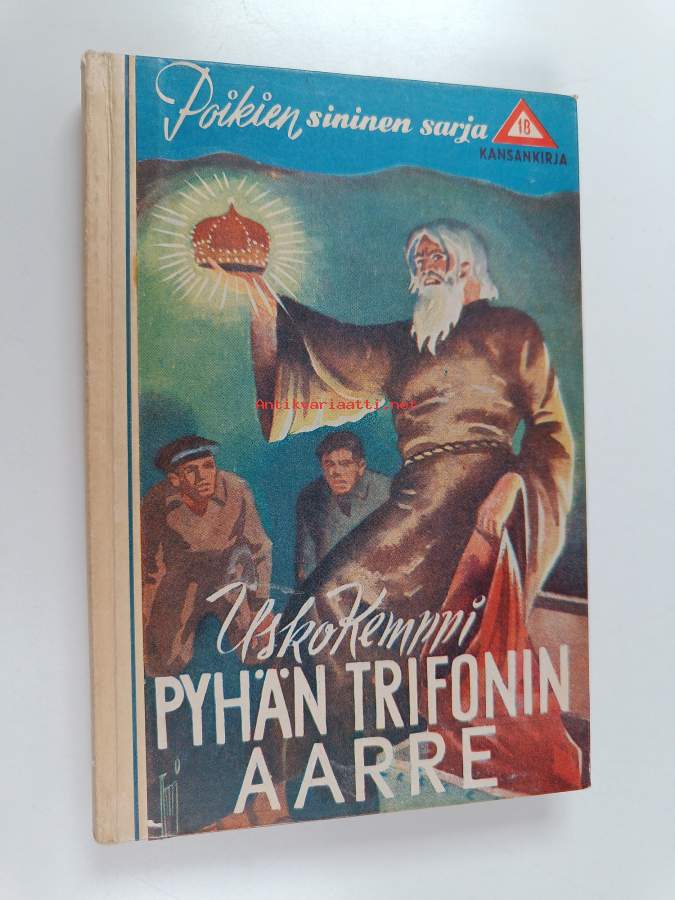 Poikien sininen sarja
18
KANSANKIRJA
Antikvariaatti.net
Usko Kemppi
PYHÄN TRIFONIN
AARRE